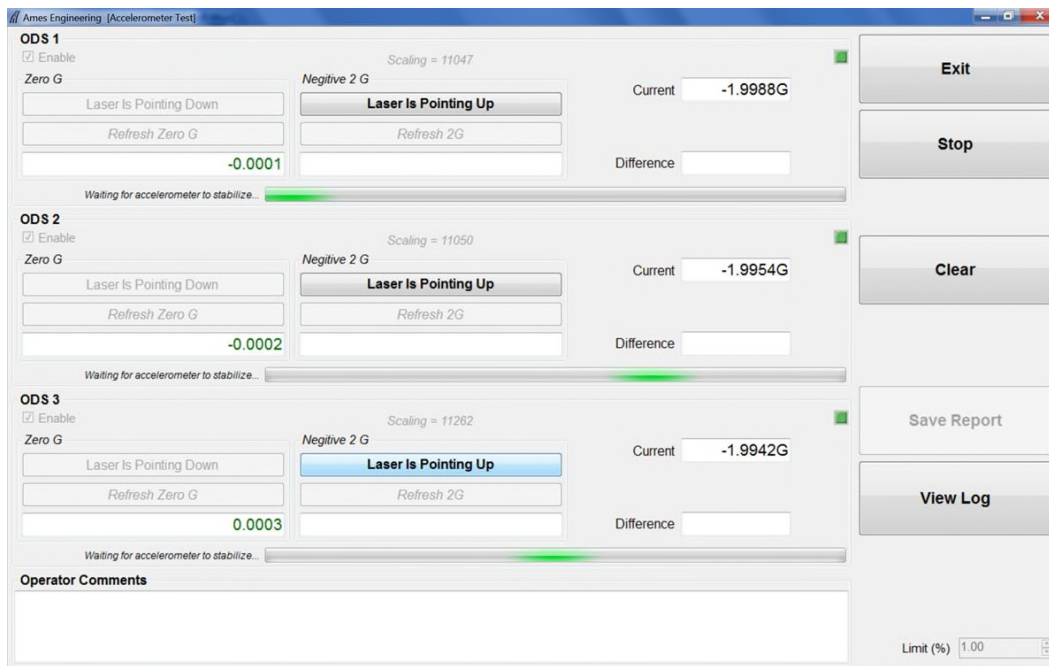 Ames Engineering [Accelerometer Test]
ODS 1
Enable
Scaling = 11047
Zero G
Negitive 2 G
Laser Is Pointing Down
Laser Is Pointing Up
Current
-1.9988G
Refresh Zero G
Refresh 2G
-0.0001
Difference
Waiting for accelerometer to stabilize...
ODS 2
Enable
Scaling = 11050
Zero G
Negitive 2 G
Laser Is Pointing Down
Laser Is Pointing Up
Current
-1.9954G
Refresh Zero G
Refresh 2G
-0.0002
Difference
Waiting for accelerometer to stabilize...
ODS 3
Enable
Scaling = 11262
Zero G
Negitive 2 G
Laser Is Pointing Down
Laser Is Pointing Up
Current
-1.9942G
Refresh Zero G
Refresh 2G
0.0003
Difference
Waiting for accelerometer to stabilize...
Operator Comments
Exit
Stop
Clear
Save Report
View Log
Limit (%)
1.00